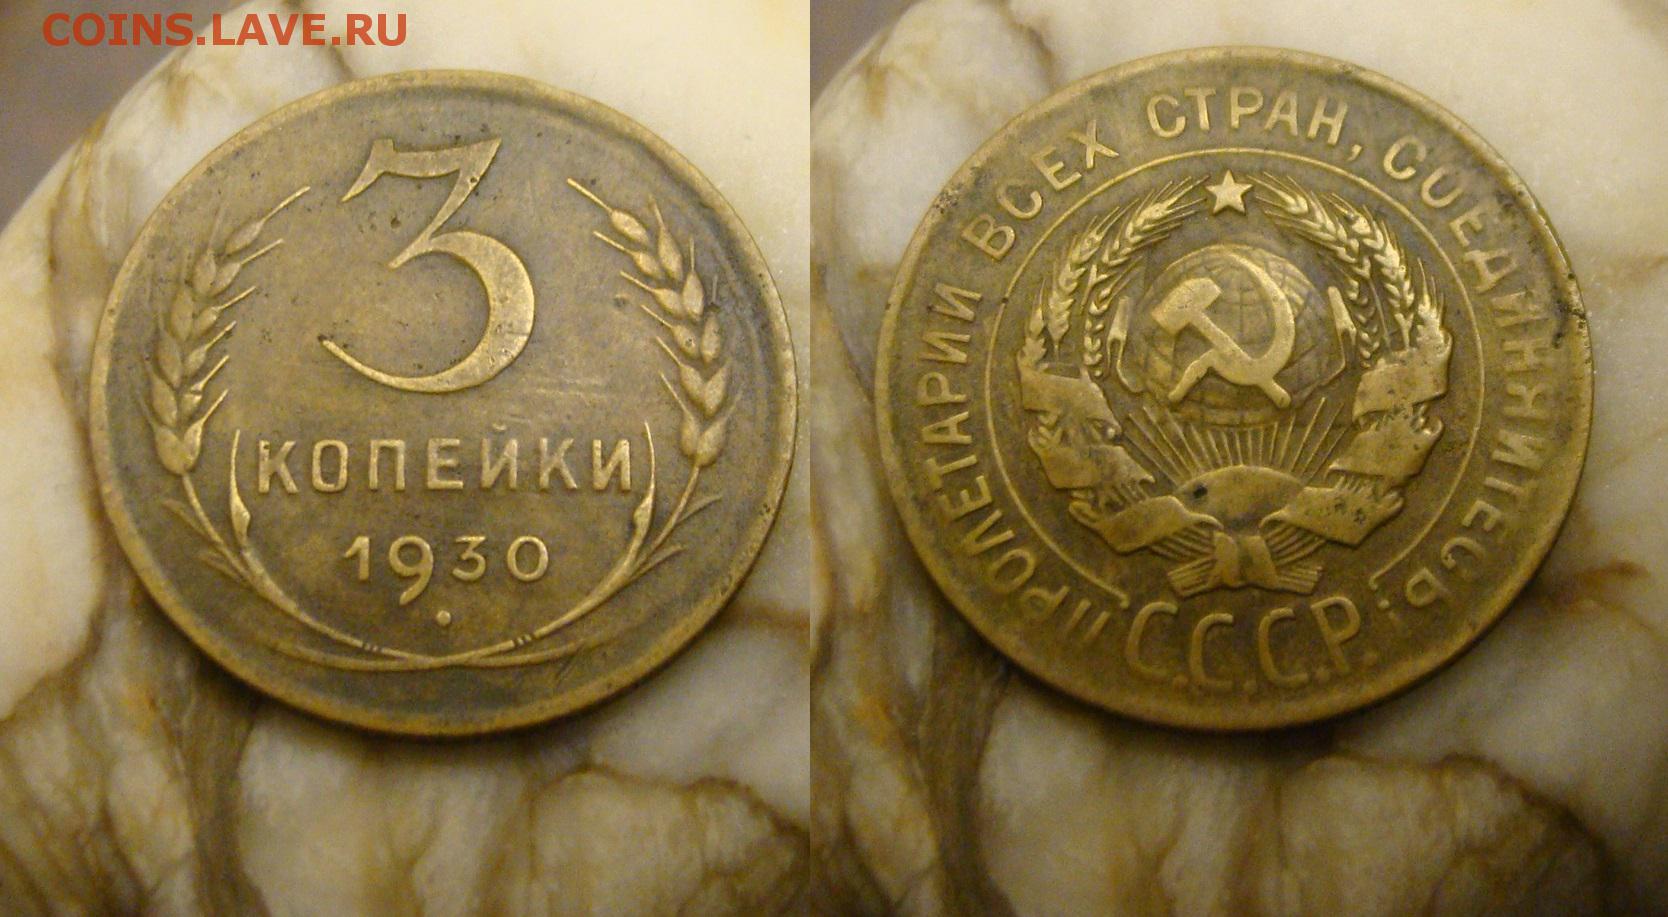 COINS.LAVE.RU
3
КОПЕЙКИ
1930
ПРОЛЕТАРИИ ВСЕХ СТРАН, СОЕДИНЯЙТЕСЬ!
С.С.С.Р.